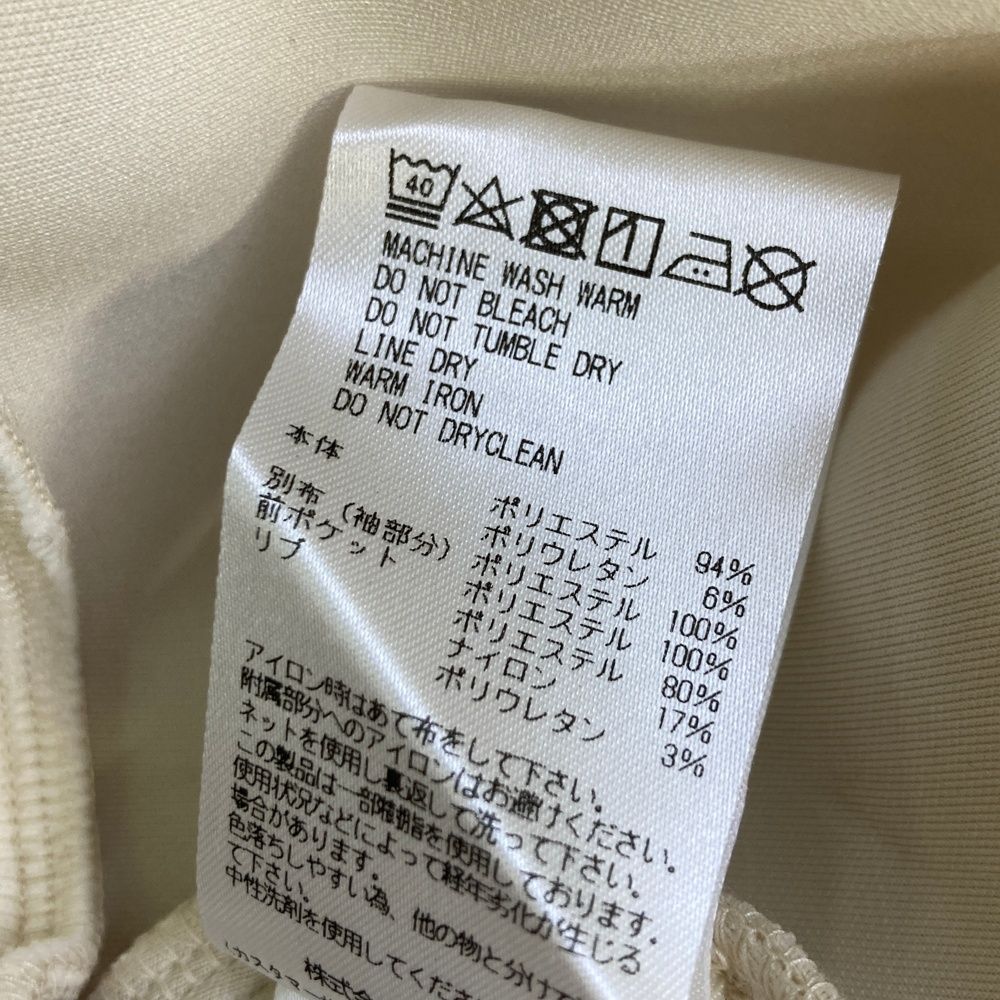 40
MACHINE WASH WARM
DO NOT BLEACH
DO NOT TUMBLE DRY
LINE DRY
WARM IRON
DO NOT DRYCLEAN
本体 ポリエステル 94%
ポリウレタン 6%
別布(袖部分) ポリエステル 100%
前ポケット ポリエステル 100%
リブ ポリエステル 80%
ナイロン 17%
ポリウレタン 3%
アイロン時はあて布をして下さい.
附属部分へのアイロンはお避けください.
ネットを使用し裏返して洗って下さい.
この製品は一部樹脂を使用しております.
使用状況などによって経年劣化が生じる
場合があります.
色落ちしやすい為、他の物と分けて
て下さい.
中性洗剤を使用してください
株式会
カスタマー